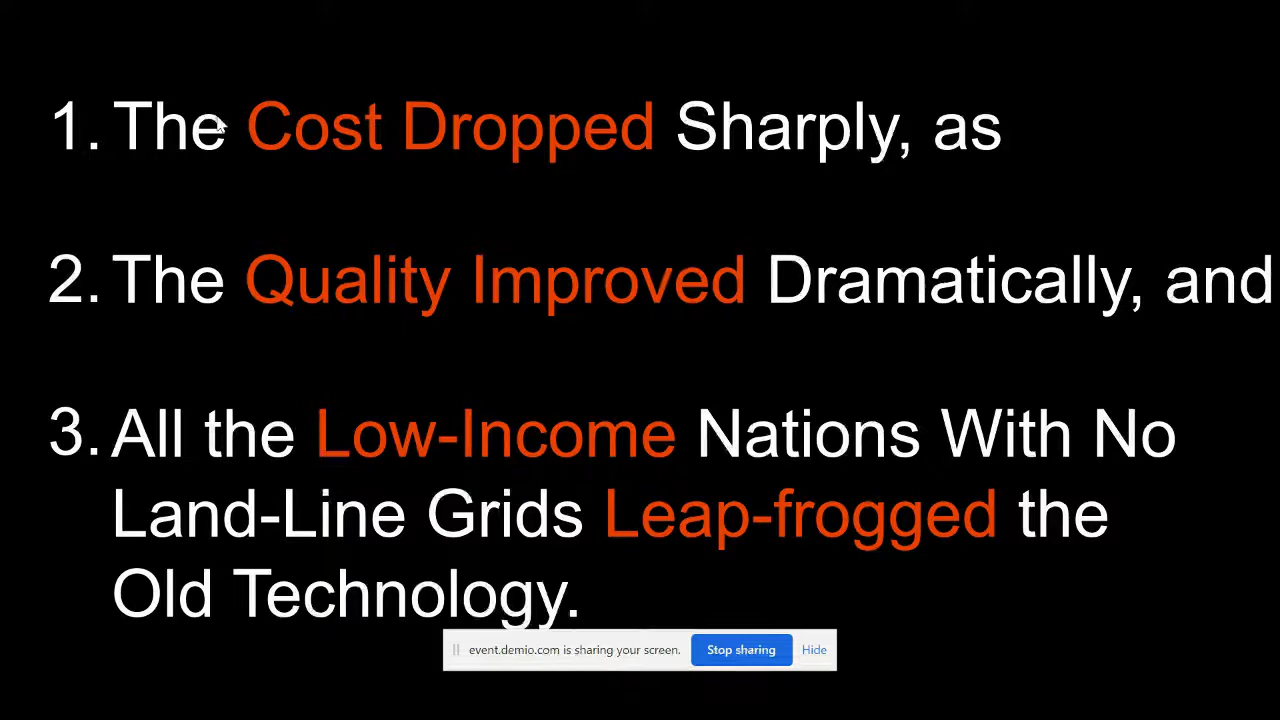 1. The Cost Dropped Sharply, as
2. The Quality Improved Dramatically, and
3. All the Low-Income Nations With No
Land-Line Grids Leap-frogged the
Old Technology.
event.demio.com is sharing your screen. Stop sharing Hide